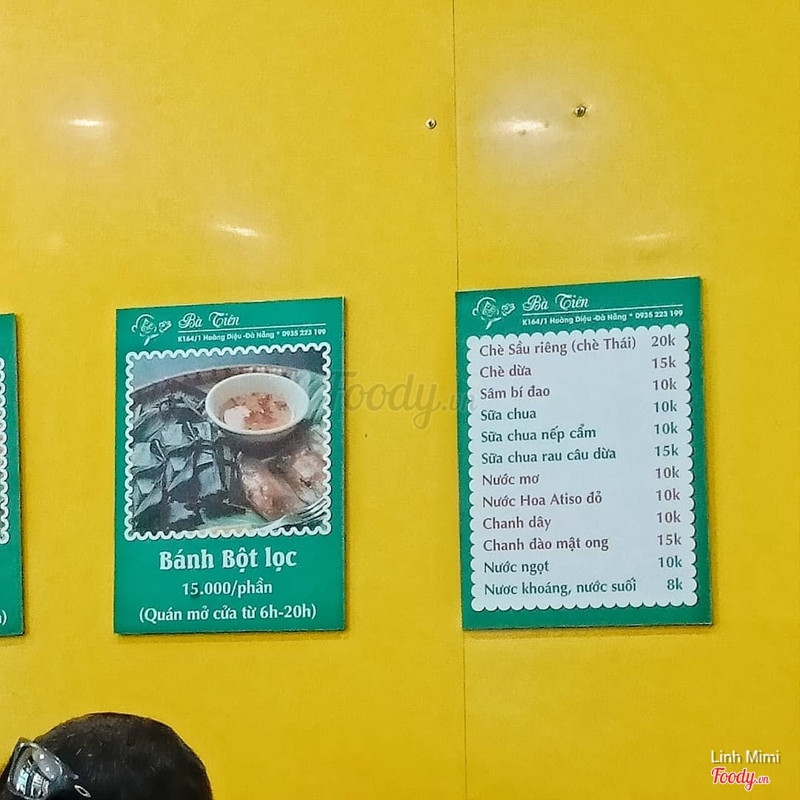 Bà Tiên
K164/1 Hoàng Diệu -Đà Nẵng * 0935 223 199
Bánh Bột lọc
15.000/phần
(Quán mở cửa từ 6h-20h)
Bà Tiên
K164/1 Hoàng Diệu -Đà Nẵng * 0935 223 199
Chè Sầu riêng (chè Thái) 20k
Chè dừa 15k
Sâm bí đao 10k
Sữa chua 10k
Sữa chua nếp cẩm 10k
Sữa chua rau câu dừa 15k
Nước mơ 10k
Nước Hoa Atiso đỏ 10k
Chanh dây 10k
Chanh đào mật ong 15k
Nước ngọt 10k
Nươc khoáng, nước suối 8k
Foody.vn
Linh Mimi
Foody.vn